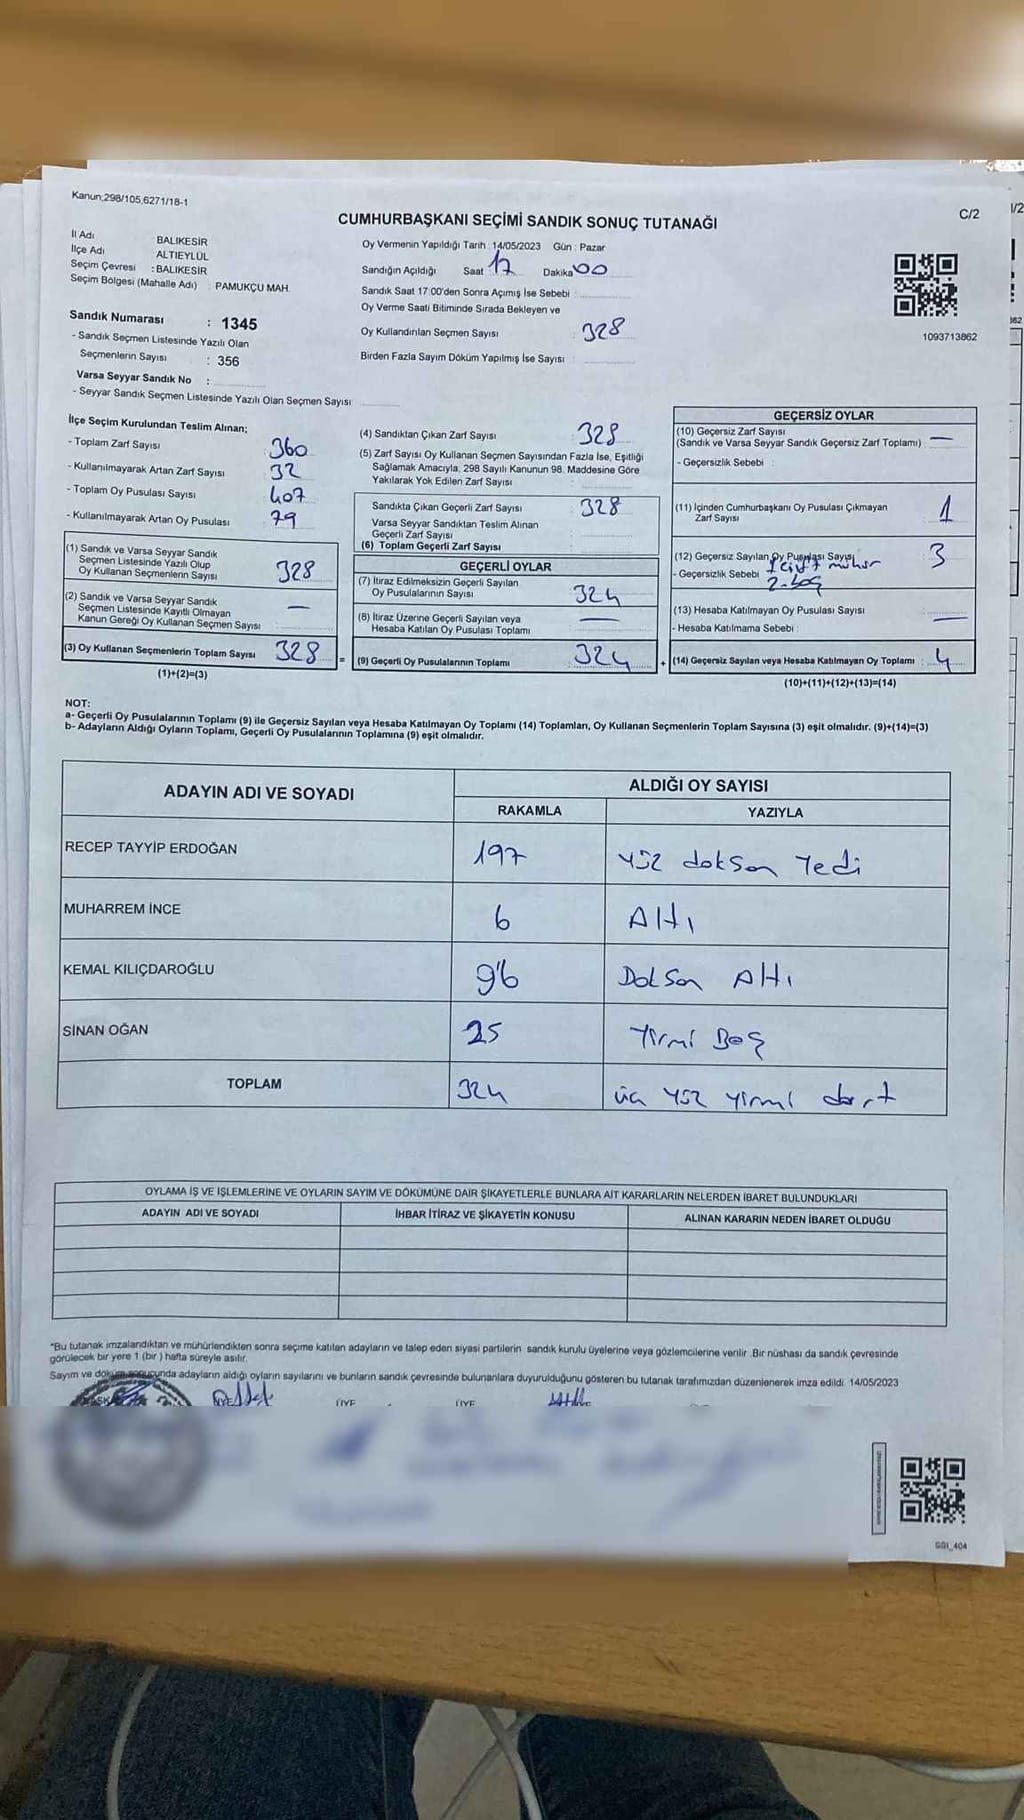 Kanun,298/105,6271/18-1
C/2
CUMHURBAŞKANI SEÇİMİ SANDIK SONUÇ TUTANAĞI
İl Adı BALIKESİR
İlçe Adı ALTIEYLÜL
Seçim Çevresi : BALIKESİR
Seçim Bölgesi (Mahalle Adı) : PAMUKÇU MAH.
Sandık Numarası : 1345
- Sandık Seçmen Listesinde Yazılı Olan
Seçmenlerin Sayısı : 356
Varsa Seyyar Sandık No :
- Seyyar Sandık Seçmen Listesinde Yazılı Olan Seçmen Sayısı
Oy Vermenin Yapıldığı Tarih : 14/05/2023 Gün : Pazar
Sandığın Açıldığı Saat 17 Dakika 00
Sandık Saat 17:00'den Sonra Açımış İse Sebebi :
Oy Verme Saati Bitiminde Sırada Bekleyen ve
Oy Kullandırılan Seçmen Sayısı : 328
Birden Fazla Sayım Döküm Yapılmış İse Sayısı :
1093713862
İlçe Seçim Kurulundan Teslim Alınan;
- Toplam Zarf Sayısı 360
- Kullanılmayarak Artan Zarf Sayısı 32
- Toplam Oy Pusulası Sayısı 407
- Kullanılmayarak Artan Oy Pusulası 79
(1) Sandık ve Varsa Seyyar Sandık
Seçmen Listesinde Yazılı Olup
Oy Kullanan Seçmenlerin Sayısı 328
(2) Sandık ve Varsa Seyyar Sandık
Seçmen Listesinde Kayıtlı Olmayan
Kanun Gereği Oy Kullanan Seçmen Sayısı —
(3) Oy Kullanan Seçmenlerin Toplam Sayısı 328
(1)+(2)=(3)
(4) Sandıktan Çıkan Zarf Sayısı 328
(5) Zarf Sayısı Oy Kullanan Seçmen Sayısından Fazla İse, Eşitliği
Sağlamak Amacıyla, 298 Sayılı Kanunun 98. Maddesine Göre
Yakılarak Yok Edilen Zarf Sayısı
Sandıkta Çıkan Geçerli Zarf Sayısı 328
Varsa Seyyar Sandıktan Teslim Alınan
Geçerli Zarf Sayısı
(6) Toplam Geçerli Zarf Sayısı
GEÇERLİ OYLAR
(7) İtiraz Edilmeksizin Geçerli Sayılan
Oy Pusulalarının Sayısı 324
(8) İtiraz Üzerine Geçerli Sayılan veya
Hesaba Katılan Oy Pusulası Toplamı —
= (9) Geçerli Oy Pusulalarının Toplamı 324
GEÇERSİZ OYLAR
(10) Geçersiz Zarf Sayısı
(Sandık ve Varsa Seyyar Sandık Geçersiz Zarf Toplamı) : —
- Geçersizlik Sebebi :
(11) İçinden Cumhurbaşkanı Oy Pusulası Çıkmayan
Zarf Sayısı 1
(12) Geçersiz Sayılan Oy Pusulası Sayısı 3
- Geçersizlik Sebebi 1 çift mühür
2-boş
(13) Hesaba Katılmayan Oy Pusulası Sayısı —
- Hesaba Katılmama Sebebi :
+ (14) Geçersiz Sayılan veya Hesaba Katılmayan Oy Toplamı : 4
(10)+(11)+(12)+(13)=(14)
NOT:
a- Geçerli Oy Pusulalarının Toplamı (9) ile Geçersiz Sayılan veya Hesaba Katılmayan Oy Toplamı (14) Toplamları, Oy Kullanan Seçmenlerin Toplam Sayısına (3) eşit olmalıdır. (9)+(14)=(3)
b- Adayların Aldığı Oyların Toplamı, Geçerli Oy Pusulalarının Toplamına (9) eşit olmalıdır.
ADAYIN ADI VE SOYADI ALDIĞI OY SAYISI
RAKAMLA YAZIYLA
RECEP TAYYİP ERDOĞAN 197 yüz doksan Yedi
MUHARREM İNCE 6 Altı
KEMAL KILIÇDAROĞLU 96 Doksan Altı
SİNAN OĞAN 25 Yirmi Beş
TOPLAM 324 üç yüz yirmi dört
OYLAMA İŞ VE İŞLEMLERİNE VE OYLARIN SAYIM VE DÖKÜMÜNE DAİR ŞİKAYETLERLE BUNLARA AİT KARARLARIN NELERDEN İBARET BULUNDUKLARI
ADAYIN ADI VE SOYADI İHBAR İTİRAZ VE ŞİKAYETİN KONUSU ALINAN KARARIN NEDEN İBARET OLDUĞU
*Bu tutanak imzalandıktan ve mühürlendikten sonra seçime katılan adayların ve talep eden siyasi partilerin sandık kurulu üyelerine veya gözlemcilerine verilir .Bir nüshası da sandık çevresinde
görülecek bir yere 1 (bir ) hafta süreyle asılır.
Sayım ve döküm sonucunda adayların aldığı oyların sayılarını ve bunların sandık çevresinde bulunanlara duyurulduğunu gösteren bu tutanak tarafımızdan düzenlenerek imza edildi. 14/05/2023
ÜYE ÜYE ÜYE
GGI_404